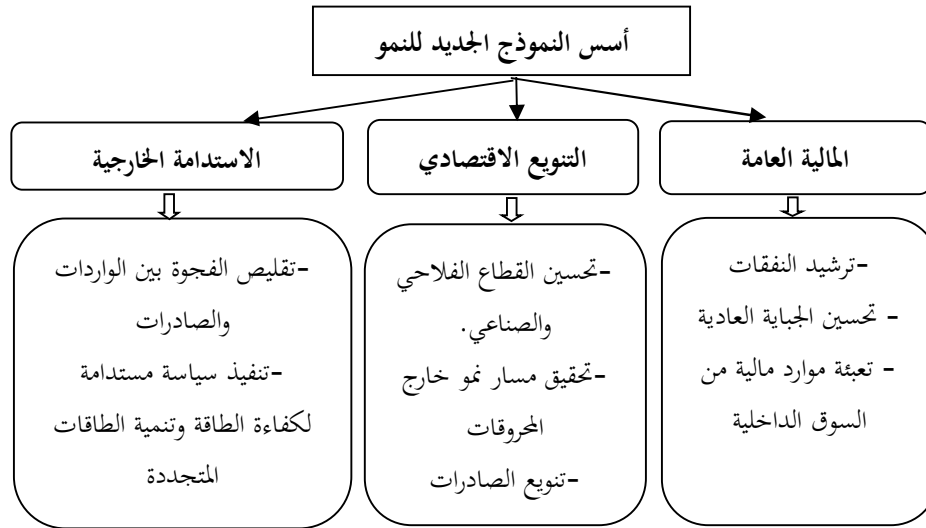 أسس النموذج الجديد للنمو
المالية العامة
التنويع الاقتصادي
الاستدامة الخارجية
-ترشيد النفقات
- تحسين الجباية العادية
- تعبئة موارد مالية من
السوق الداخلية
-تحسين القطاع الفلاحي
والصناعي.
-تحقيق مسار نمو خارج
المحروقات
-تنويع الصادرات
-تقليص الفجوة بين الواردات
والصادرات
-تنفيذ سياسة مستدامة
لكفاءة الطاقة وتنمية الطاقات
المتجددة